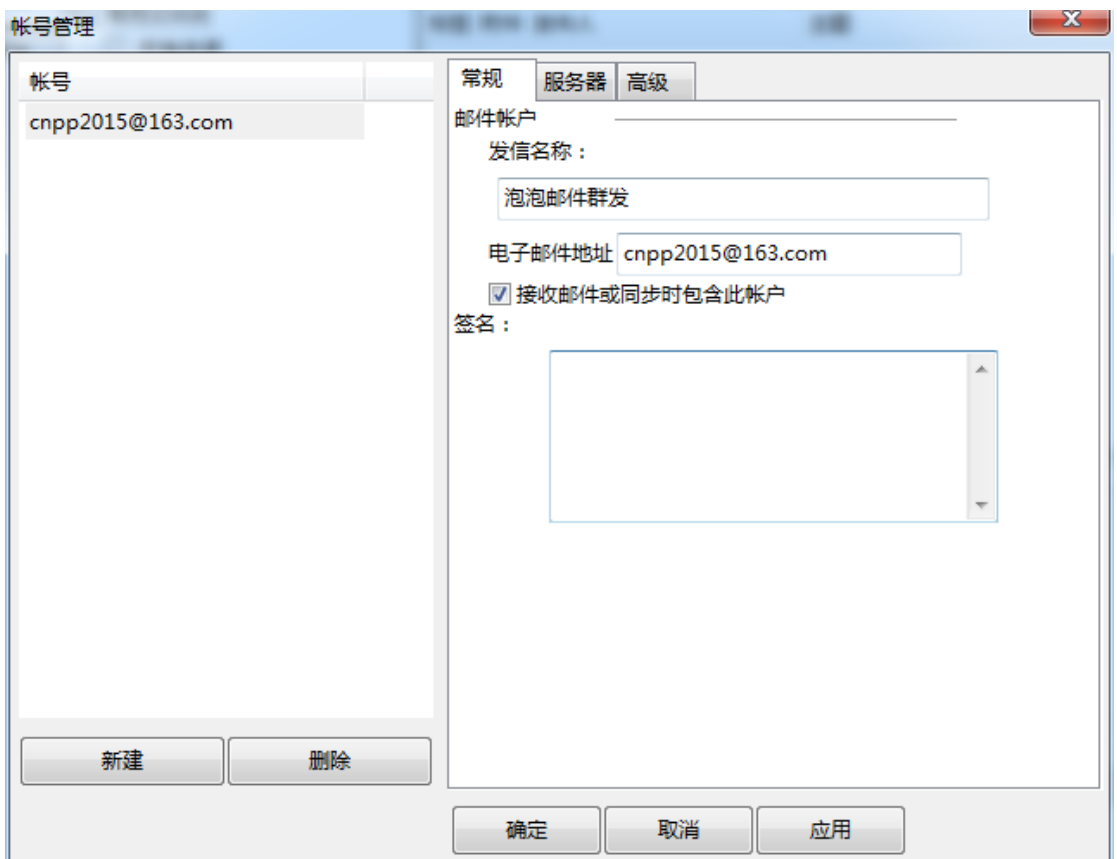 帐号管理
帐号
cnpp2015@163.com
新建
删除
常规
服务器
高级
邮件帐户
发信名称：
泡泡邮件群发
电子邮件地址
cnpp2015@163.com
接收邮件或同步时包含此帐户
签名：
确定
取消
应用